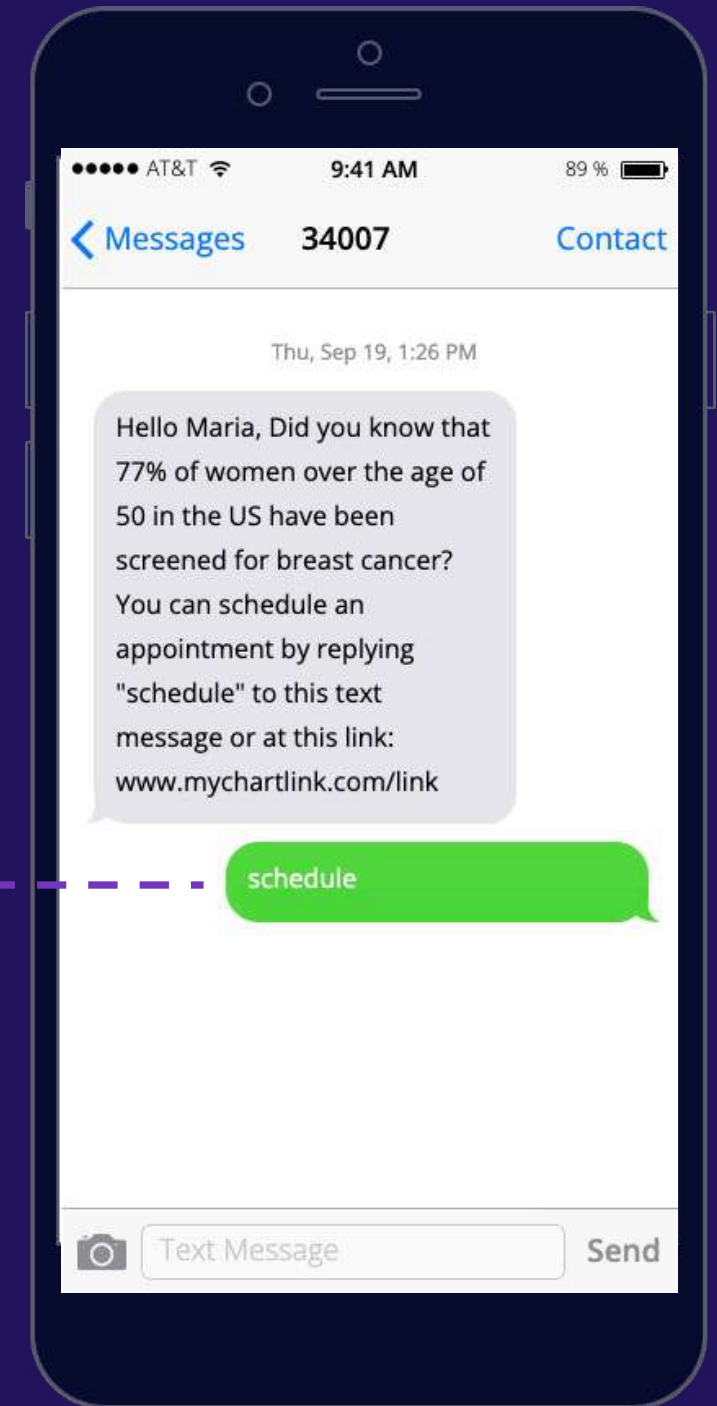 AT&T 9:41 AM 89 %
Messages 34007 Contact
Thu, Sep 19, 1:26 PM
Hello Maria, Did you know that
77% of women over the age of
50 in the US have been
screened for breast cancer?
You can schedule an
appointment by replying
"schedule" to this text
message or at this link:
www.mychartlink.com/link
schedule
Text Message Send